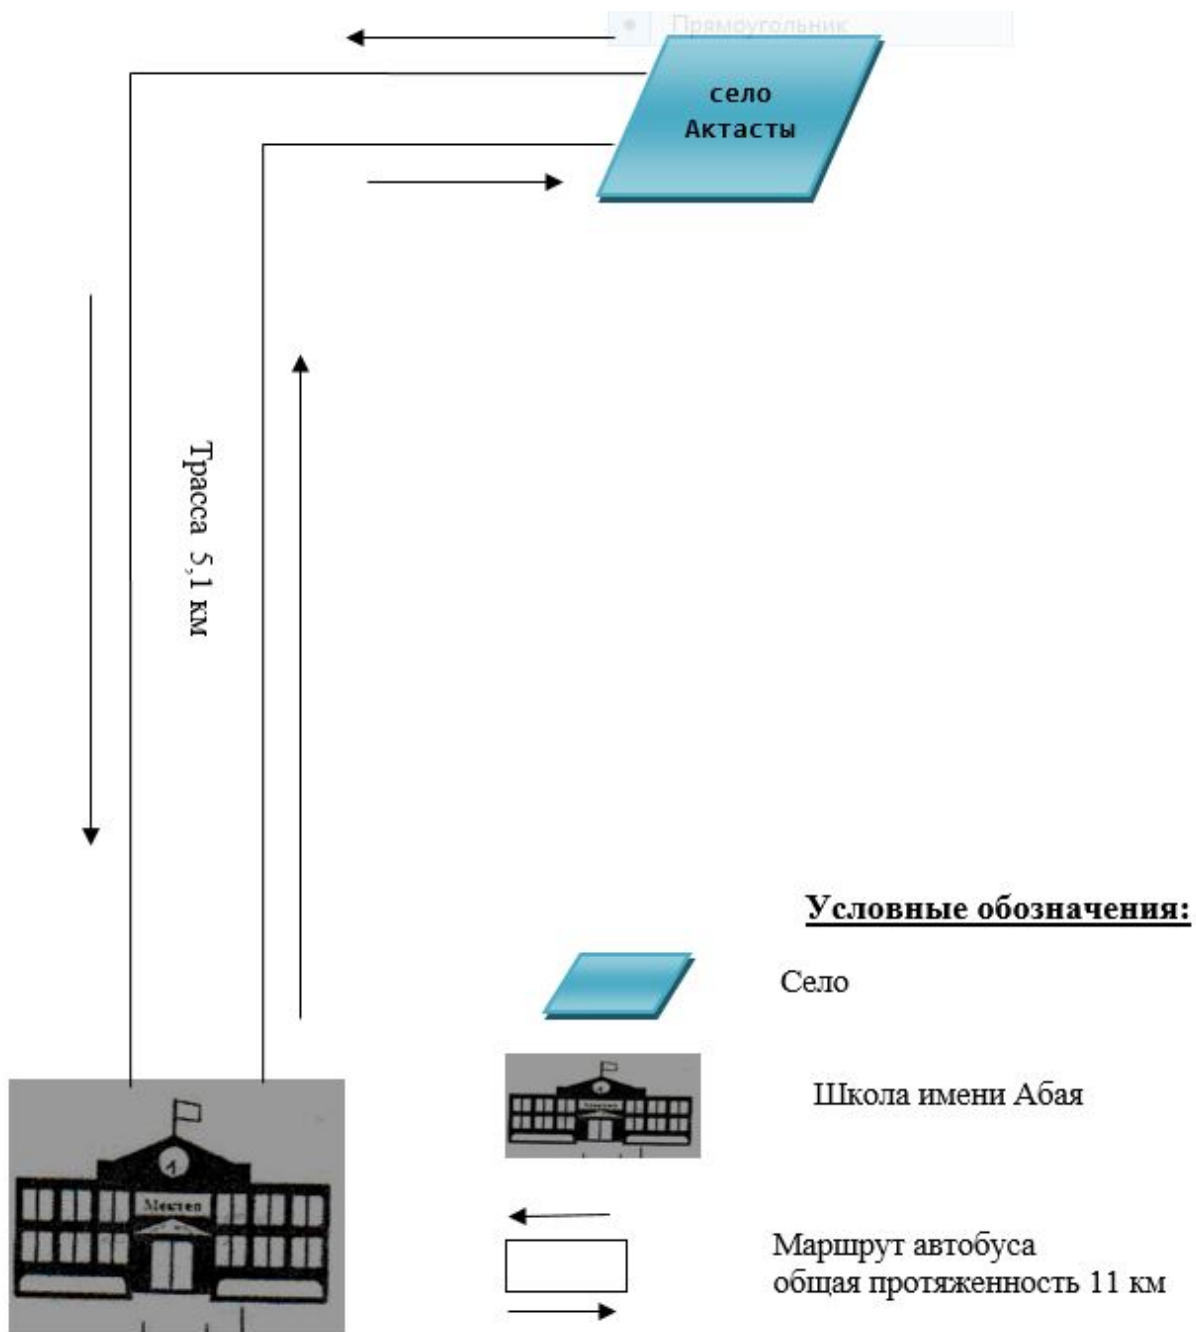 Прямоугольник
село
Актасты
Трасса 5,1 км
Мектеп
Условные обозначения:
Село
Школа имени Абая
Маршрут автобуса
общая протяженность 11 км